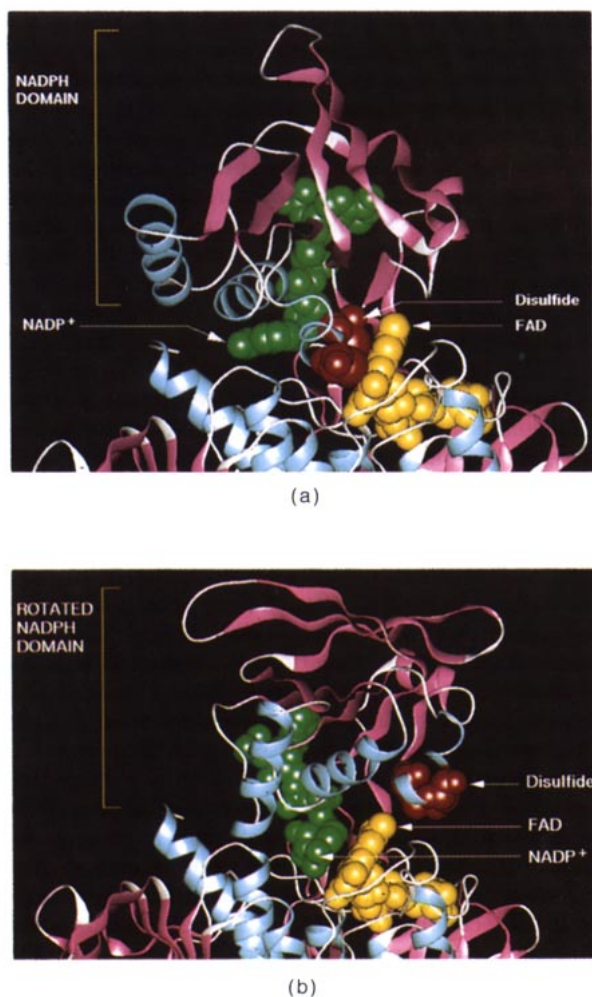 NADPH
DOMAIN
NADP+
Disulfide
FAD
(a)
ROTATED
NADPH
DOMAIN
Disulfide
FAD
NADP+
(b)